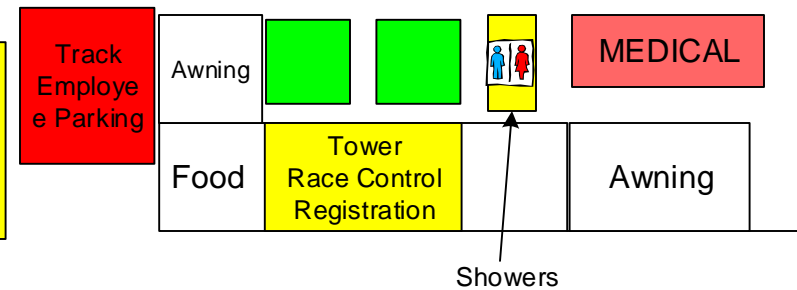 Track
Employe
e Parking
Awning
MEDICAL
Food
Tower
Race Control
Registration
Awning
Showers